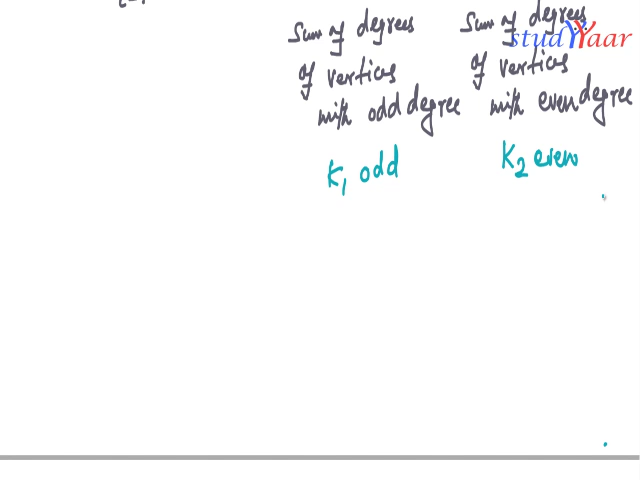 Sum of degrees
of vertices
with odd degree
K1 odd
Sum of degrees
of vertices
with even degree
K2 even
studYYaar